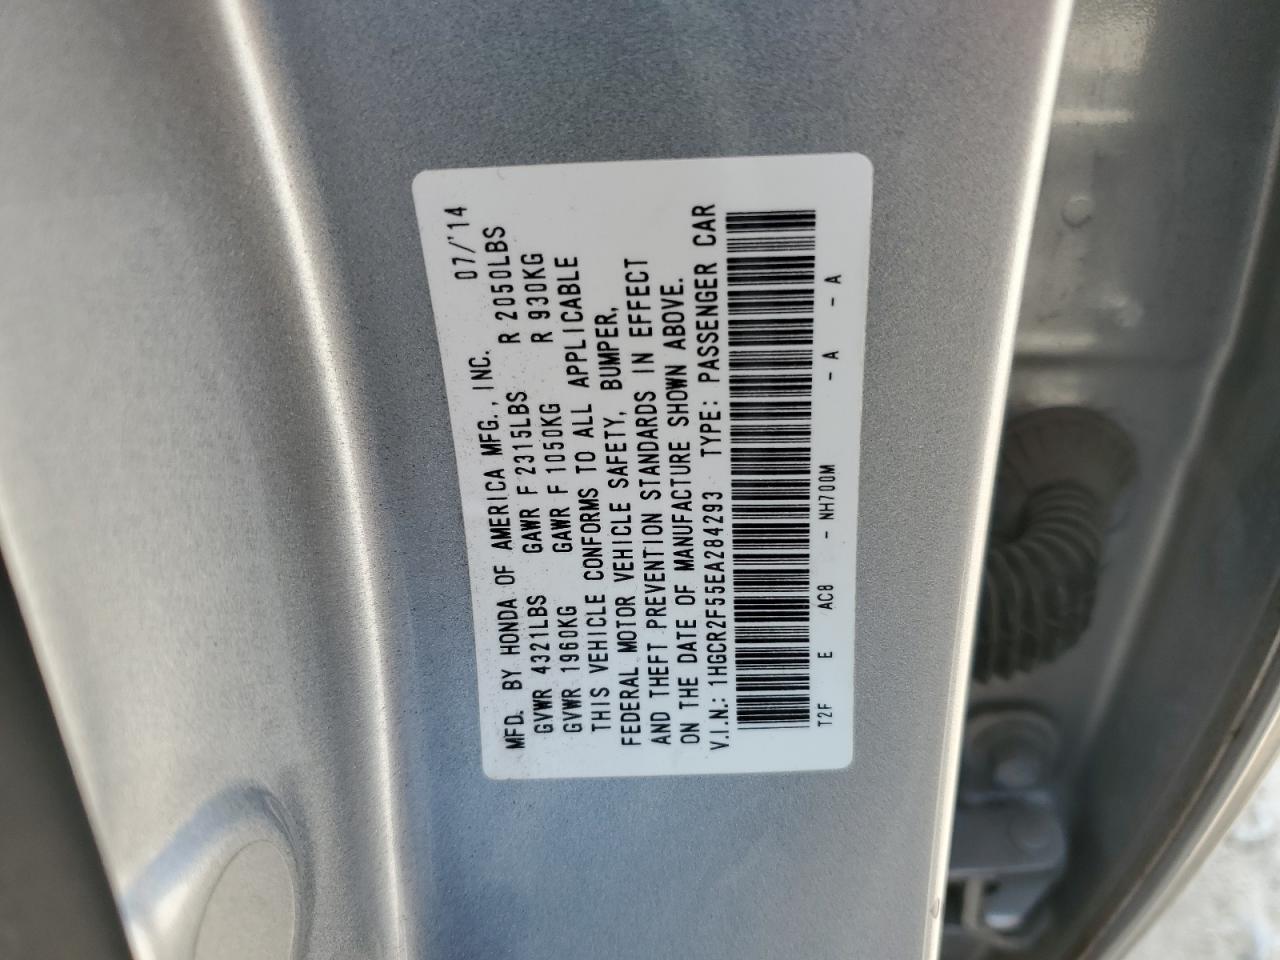 MFD. BY HONDA OF AMERICA MFG., INC. 07/'14
GVWR 4321LBS GAWR F 2315LBS R 2050LBS
GVWR 1960KG GAWR F 1050KG R 930KG
THIS VEHICLE CONFORMS TO ALL APPLICABLE
FEDERAL MOTOR VEHICLE SAFETY, BUMPER,
AND THEFT PREVENTION STANDARDS IN EFFECT
ON THE DATE OF MANUFACTURE SHOWN ABOVE.
V.I.N.: 1HGCR2F55EA284293 TYPE: PASSENGER CAR
T2F E AC8 - NH700M - A - A